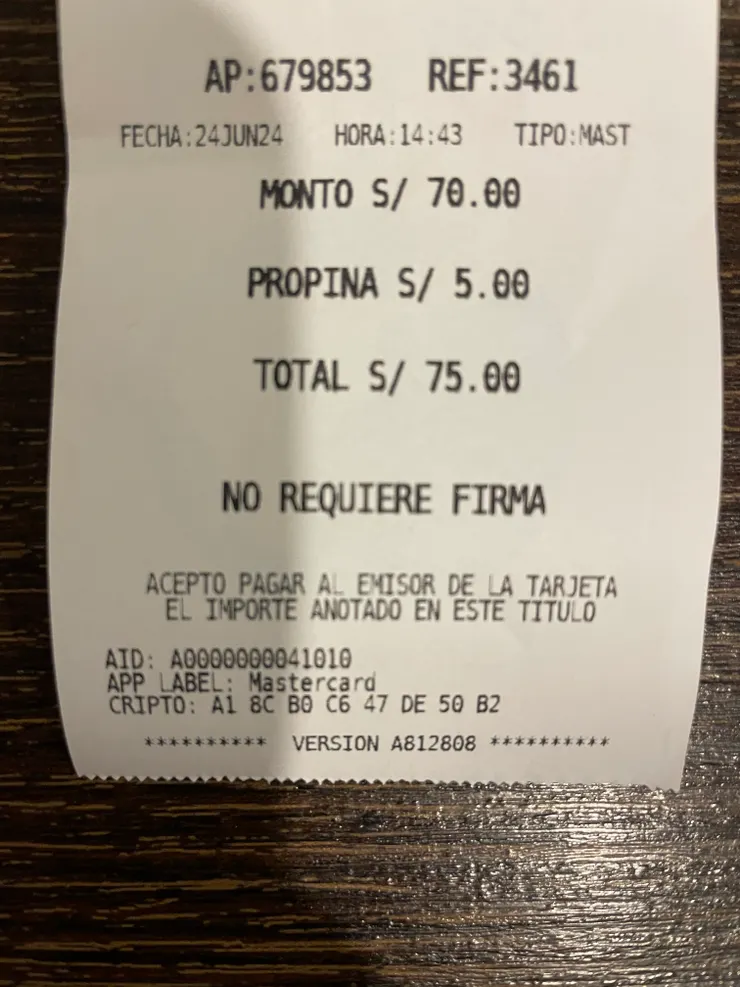 AP:679853 REF:3461
FECHA:24JUN24 HORA:14:43 TIPO:MAST
MONTO S/ 70.00
PROPINA S/ 5.00
TOTAL S/ 75.00
NO REQUIERE FIRMA
ACEPTO PAGAR AL EMISOR DE LA TARJETA
EL IMPORTE ANOTADO EN ESTE TITULO
AID: A0000000041010
APP LABEL: Mastercard
CRIPTO: A1 8C B0 C6 47 DE 50 B2
********** VERSION A812808 **********